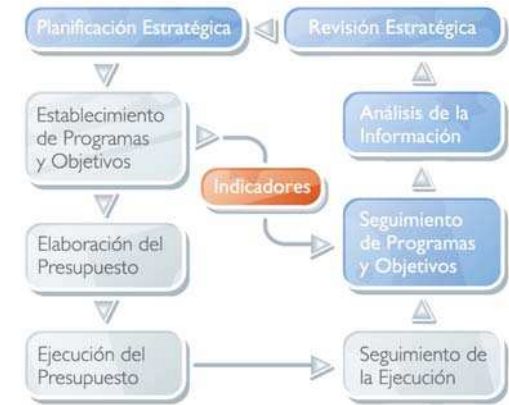 Planificación Estratégica
Revisión Estratégica
Establecimiento
de Programas
y Objetivos
Análisis de la
Información
Indicadores
Elaboración del
Presupuesto
Seguimiento
de Programas
y Objetivos
Ejecución del
Presupuesto
Seguimiento de
la Ejecución